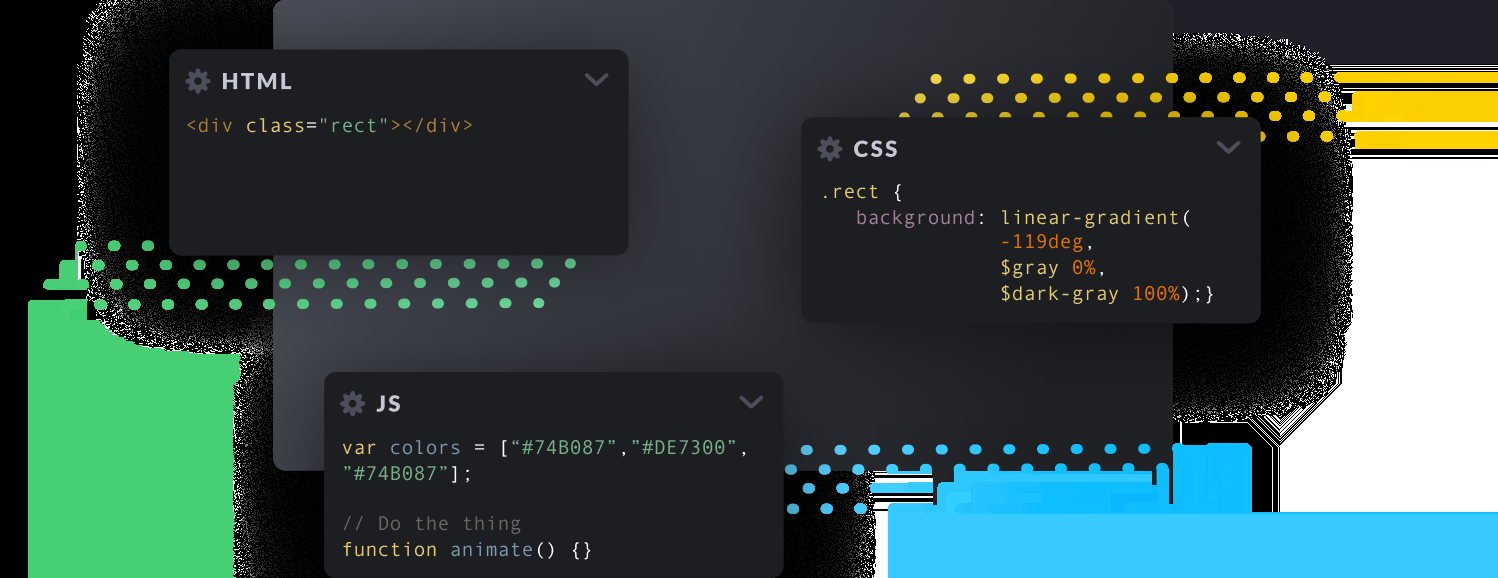 HTML
<div class="rect"></div>
CSS
.rect {
background: linear-gradient(
-119deg,
$gray 0%,
$dark-gray 100%);}
JS
var colors = [“#74B087”,”#DE7300”,
”#74B087”];
// Do the thing
function animate() {}